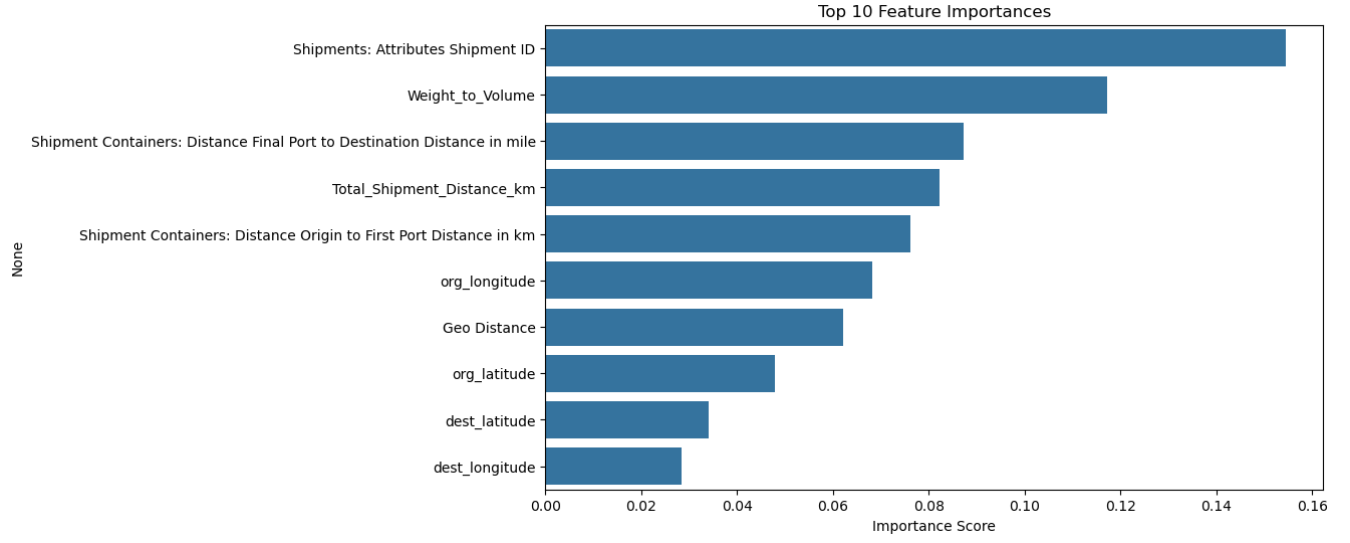 Top 10 Feature Importances
Shipments: Attributes Shipment ID
Weight_to_Volume
Shipment Containers: Distance Final Port to Destination Distance in mile
Total_Shipment_Distance_km
Shipment Containers: Distance Origin to First Port Distance in km
org_longitude
Geo Distance
org_latitude
dest_latitude
dest_longitude
None
0.00 0.02 0.04 0.06 0.08 0.10 0.12 0.14 0.16
Importance Score